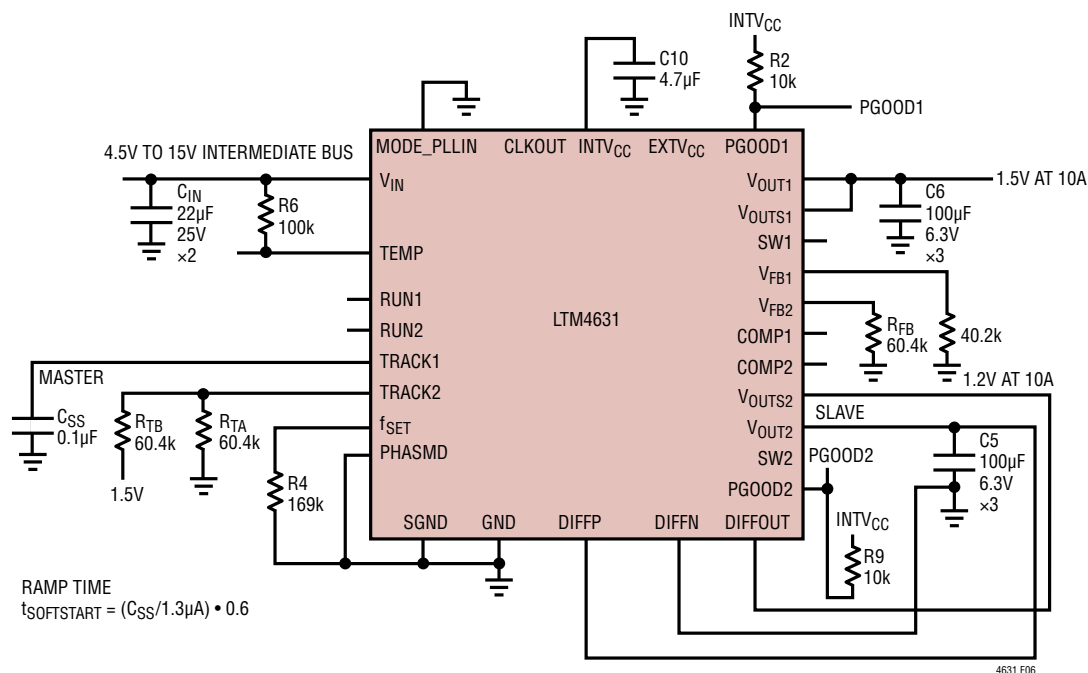 INTVCC
C10
4.7µF
R2
10k
PGOOD1
MODE_PLLIN
CLKOUT
INTVCC
EXTVCC
PGOOD1
4.5V TO 15V INTERMEDIATE BUS
VIN
VOUT1
1.5V AT 10A
CIN
22µF
25V
×2
R6
100k
VOUTS1
C6
100µF
6.3V
×3
SW1
TEMP
VFB1
RUN1
VFB2
LTM4631
RFB
60.4k
40.2k
RUN2
COMP1
TRACK1
COMP2
MASTER
1.2V AT 10A
TRACK2
VOUTS2
CSS
0.1µF
RTB
60.4k
RTA
60.4k
SLAVE
fSET
VOUT2
C5
100µF
6.3V
×3
PHASMD
SW2
PGOOD2
1.5V
R4
169k
PGOOD2
SGND
GND
DIFFP
DIFFN
DIFFOUT
INTVCC
R9
10k
RAMP TIME
tSOFTSTART = (CSS/1.3µA) • 0.6
4631 F06